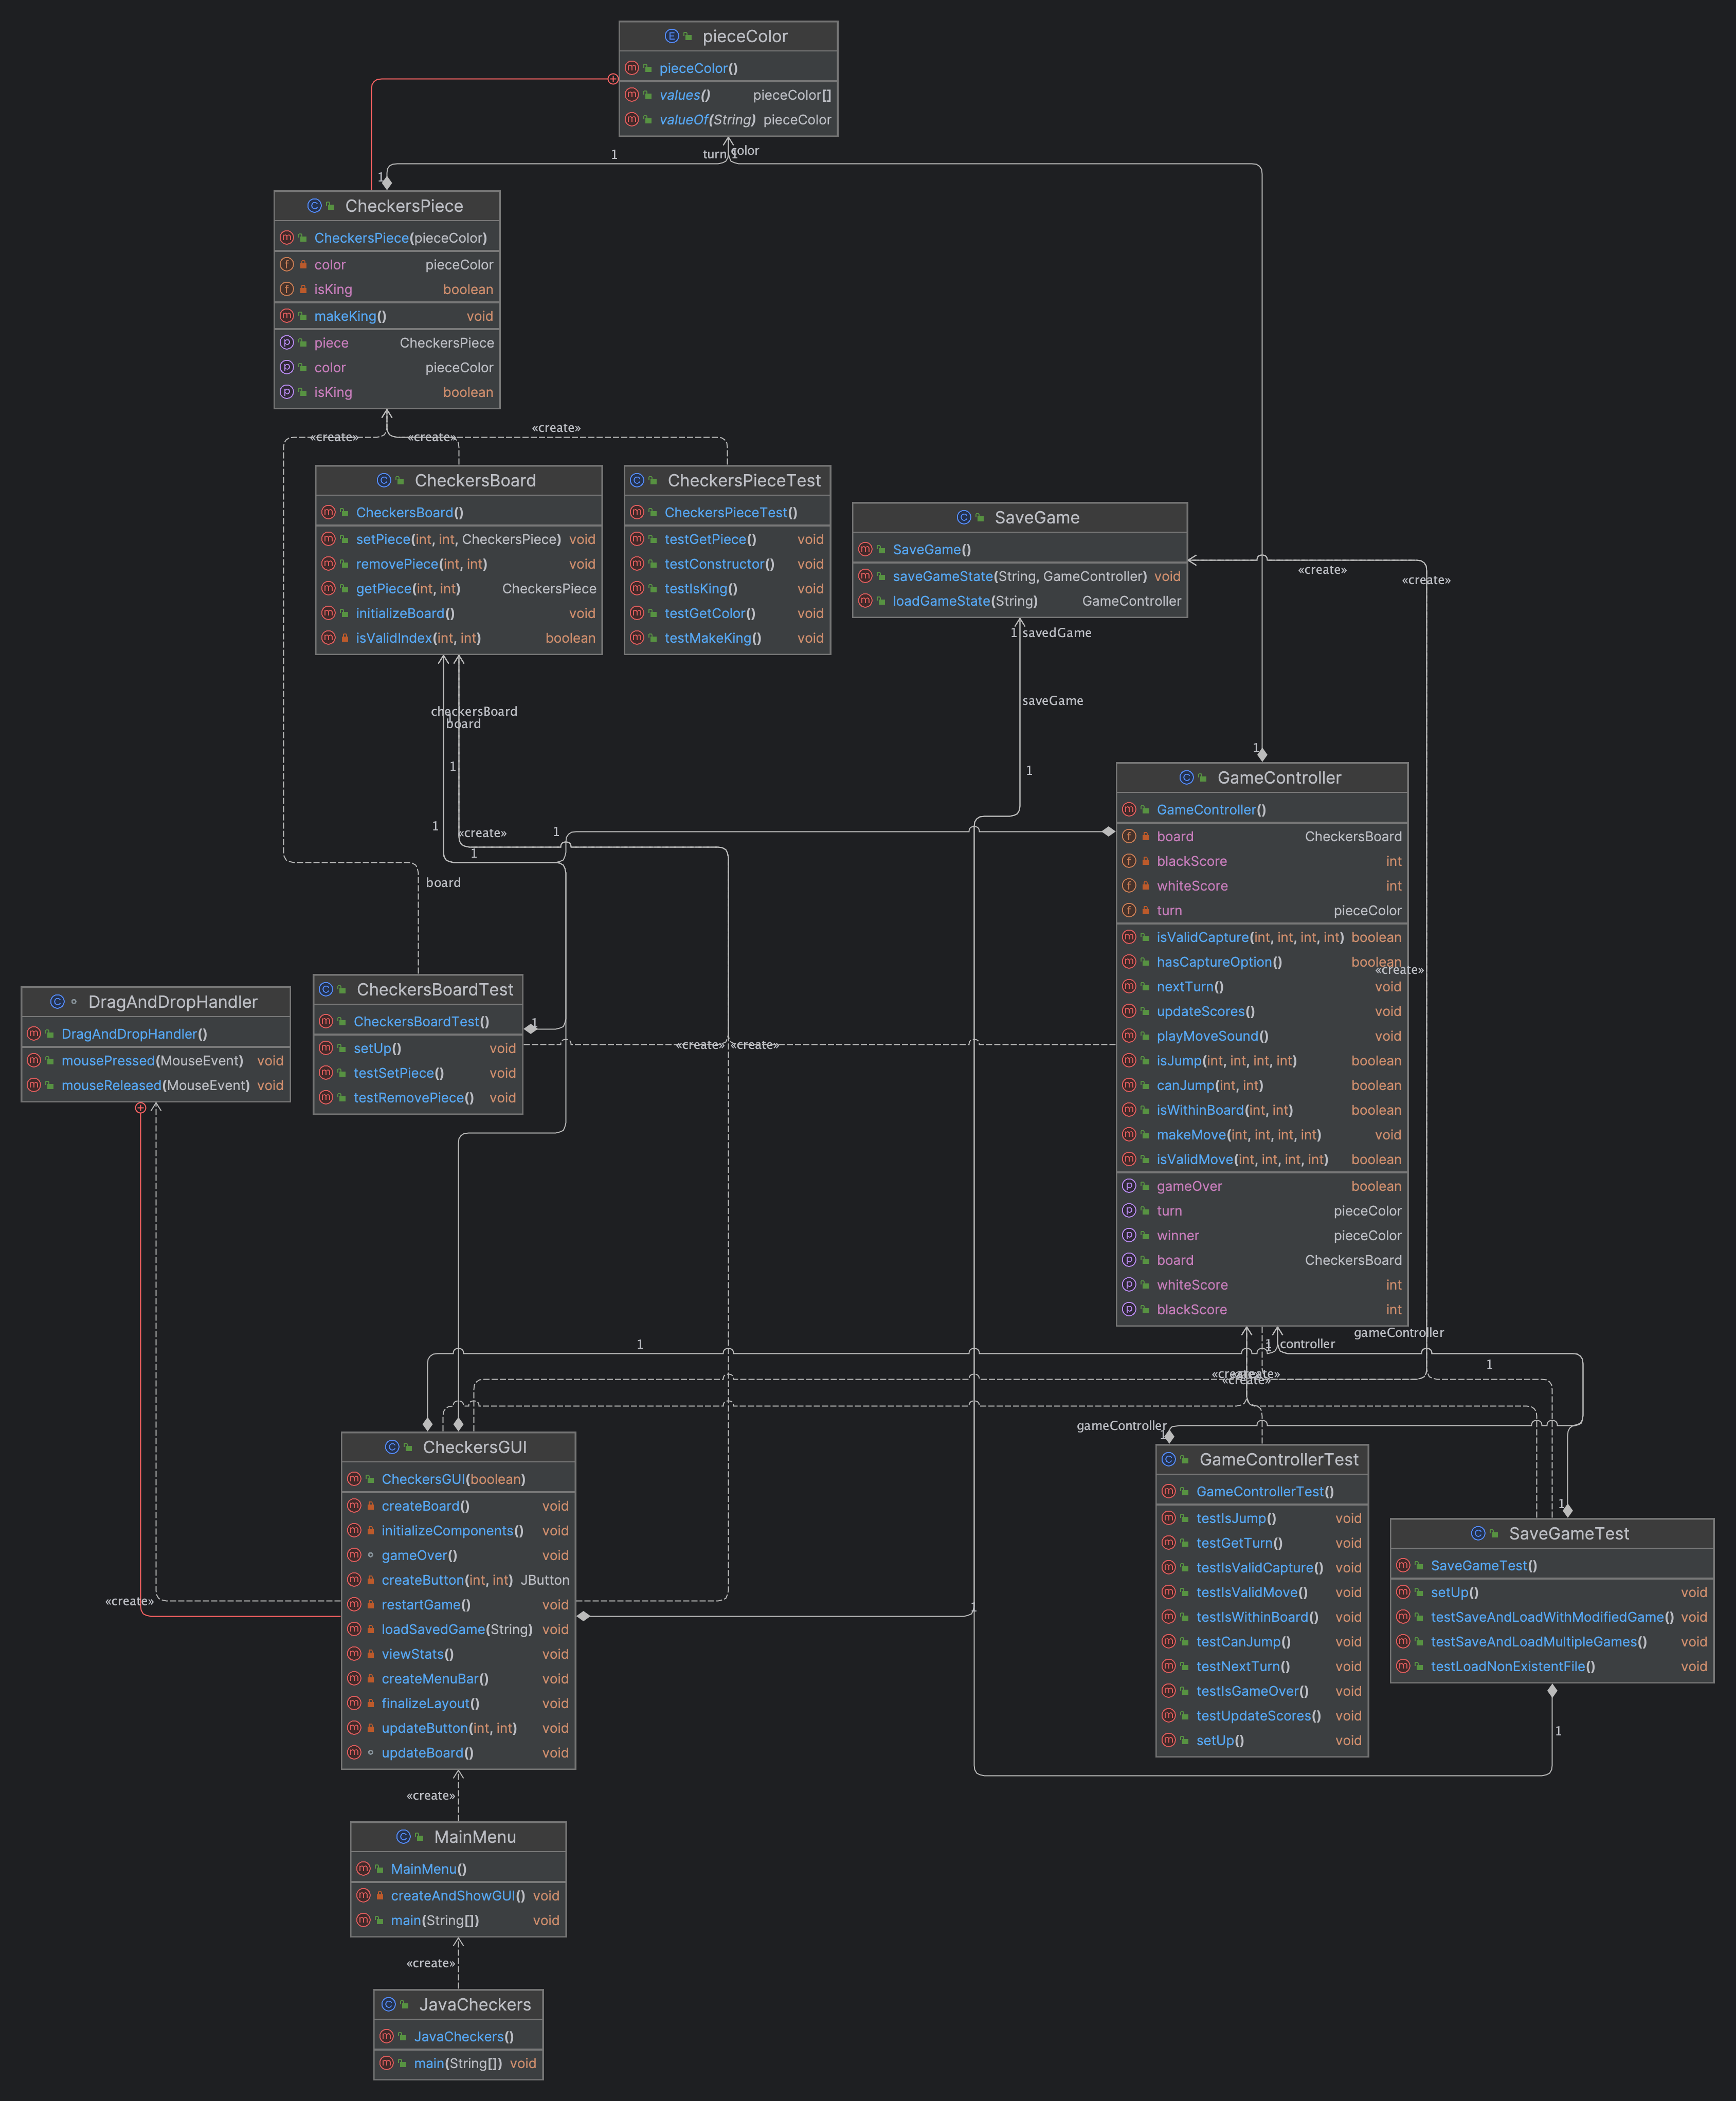 pieceColor
pieceColor()
values() pieceColor[]
valueOf(String) pieceColor
1
turn
color
1
1
CheckersPiece
CheckersPiece(pieceColor)
color pieceColor
isKing boolean
makeKing() void
piece CheckersPiece
color pieceColor
isKing boolean
«create»
«create»
«create»
CheckersBoard
CheckersBoard()
setPiece(int, int, CheckersPiece) void
removePiece(int, int) void
getPiece(int, int) CheckersPiece
initializeBoard() void
isValidIndex(int, int) boolean
CheckersPieceTest
CheckersPieceTest()
testGetPiece() void
testConstructor() void
testIsKing() void
testGetColor() void
testMakeKing() void
SaveGame
SaveGame()
saveGameState(String, GameController) void
loadGameState(String) GameController
«create»
«create»
1 savedGame
saveGame
1
checkersBoard
board
1
1
«create»
1
1
board
1
GameController
GameController()
board CheckersBoard
blackScore int
whiteScore int
turn pieceColor
isValidCapture(int, int, int, int) boolean
hasCaptureOption() boolean
nextTurn() void
updateScores() void
playMoveSound() void
isJump(int, int, int, int) boolean
canJump(int, int) boolean
isWithinBoard(int, int) boolean
makeMove(int, int, int, int) void
isValidMove(int, int, int, int) boolean
gameOver boolean
turn pieceColor
winner pieceColor
board CheckersBoard
whiteScore int
blackScore int
«create»
DragAndDropHandler
DragAndDropHandler()
mousePressed(MouseEvent) void
mouseReleased(MouseEvent) void
CheckersBoardTest
CheckersBoardTest()
setUp() void
testSetPiece() void
testRemovePiece() void
1
«create»
«create»
1
1
controller
gameController
1
«create»
gameController
1
1
CheckersGUI
CheckersGUI(boolean)
createBoard() void
initializeComponents() void
gameOver() void
createButton(int, int) JButton
restartGame() void
loadSavedGame(String) void
viewStats() void
createMenuBar() void
finalizeLayout() void
updateButton(int, int) void
updateBoard() void
«create»
1
GameControllerTest
GameControllerTest()
testIsJump() void
testGetTurn() void
testIsValidCapture() void
testIsValidMove() void
testIsWithinBoard() void
testCanJump() void
testNextTurn() void
testIsGameOver() void
testUpdateScores() void
setUp() void
SaveGameTest
SaveGameTest()
setUp() void
testSaveAndLoadWithModifiedGame() void
testSaveAndLoadMultipleGames() void
testLoadNonExistentFile() void
1
«create»
MainMenu
MainMenu()
createAndShowGUI() void
main(String[]) void
«create»
JavaCheckers
JavaCheckers()
main(String[]) void